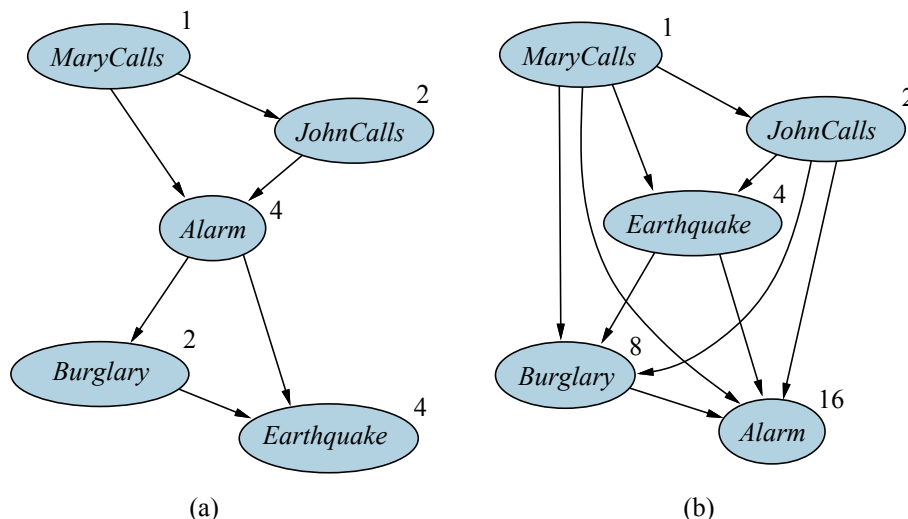 1
MaryCalls
2
JohnCalls
Alarm
4
2
Burglary
4
Earthquake
(a)
1
MaryCalls
2
JohnCalls
4
Earthquake
8
Burglary
16
Alarm
(b)